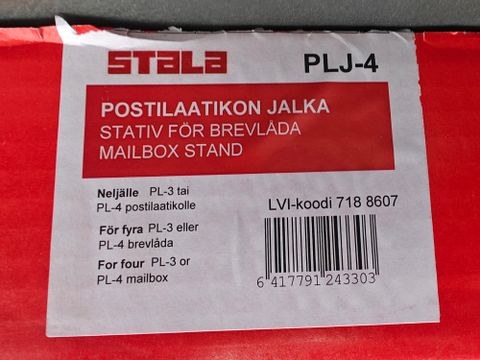 STALA PLJ-4
POSTILAATIKON JALKA
STATIV FÖR BREVLÅDA
MAILBOX STAND
Neljälle PL-3 tai
PL-4 postilaatikolle
LVI-koodi 718 8607
För fyra PL-3 eller
PL-4 brevlåda
For four PL-3 or
PL-4 mailbox
6 417791 243303